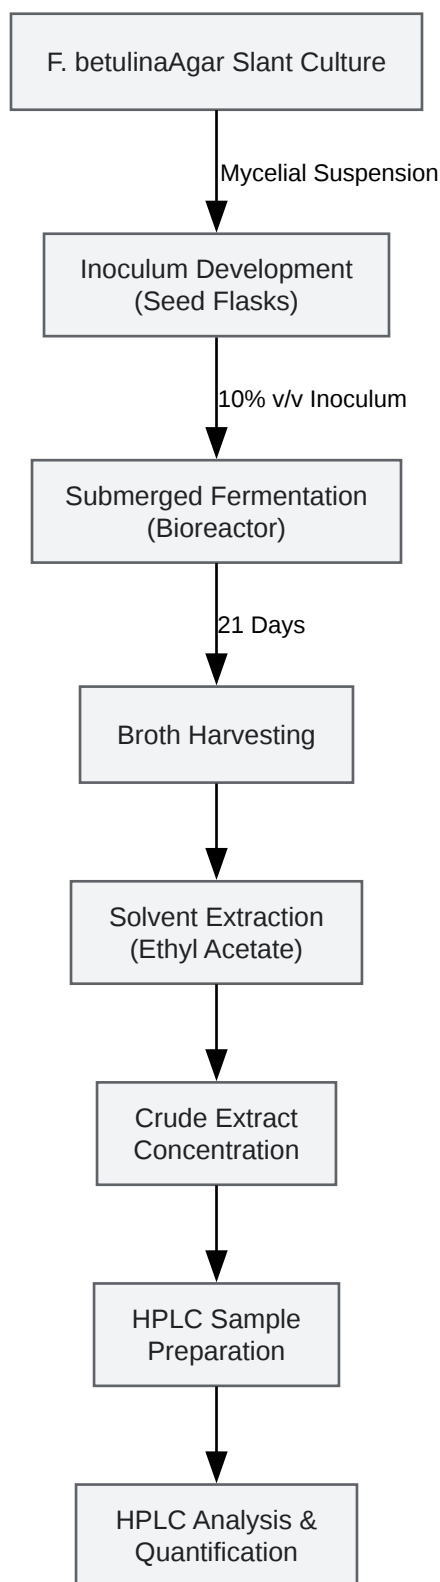 F. betulinaAgar Slant Culture
Mycelial Suspension
Inoculum Development
(Seed Flasks)
10% v/v Inoculum
Submerged Fermentation
(Bioreactor)
21 Days
Broth Harvesting
Solvent Extraction
(Ethyl Acetate)
Crude Extract
Concentration
HPLC Sample
Preparation
HPLC Analysis &
Quantification